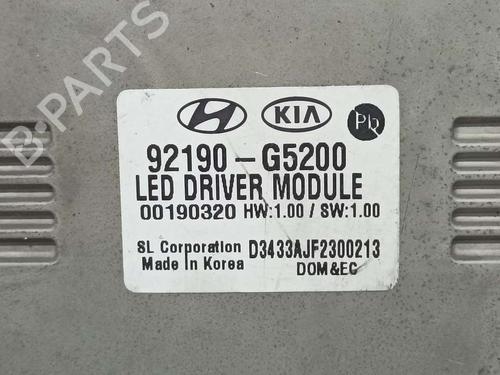 B-PARTS
KIA
Pb
92190-G5200
LED DRIVER MODULE
00190320 HW:1.00 / SW:1.00
SL Corporation D3433AJF2300213
Made in Korea DOM&EC
B-PARTS